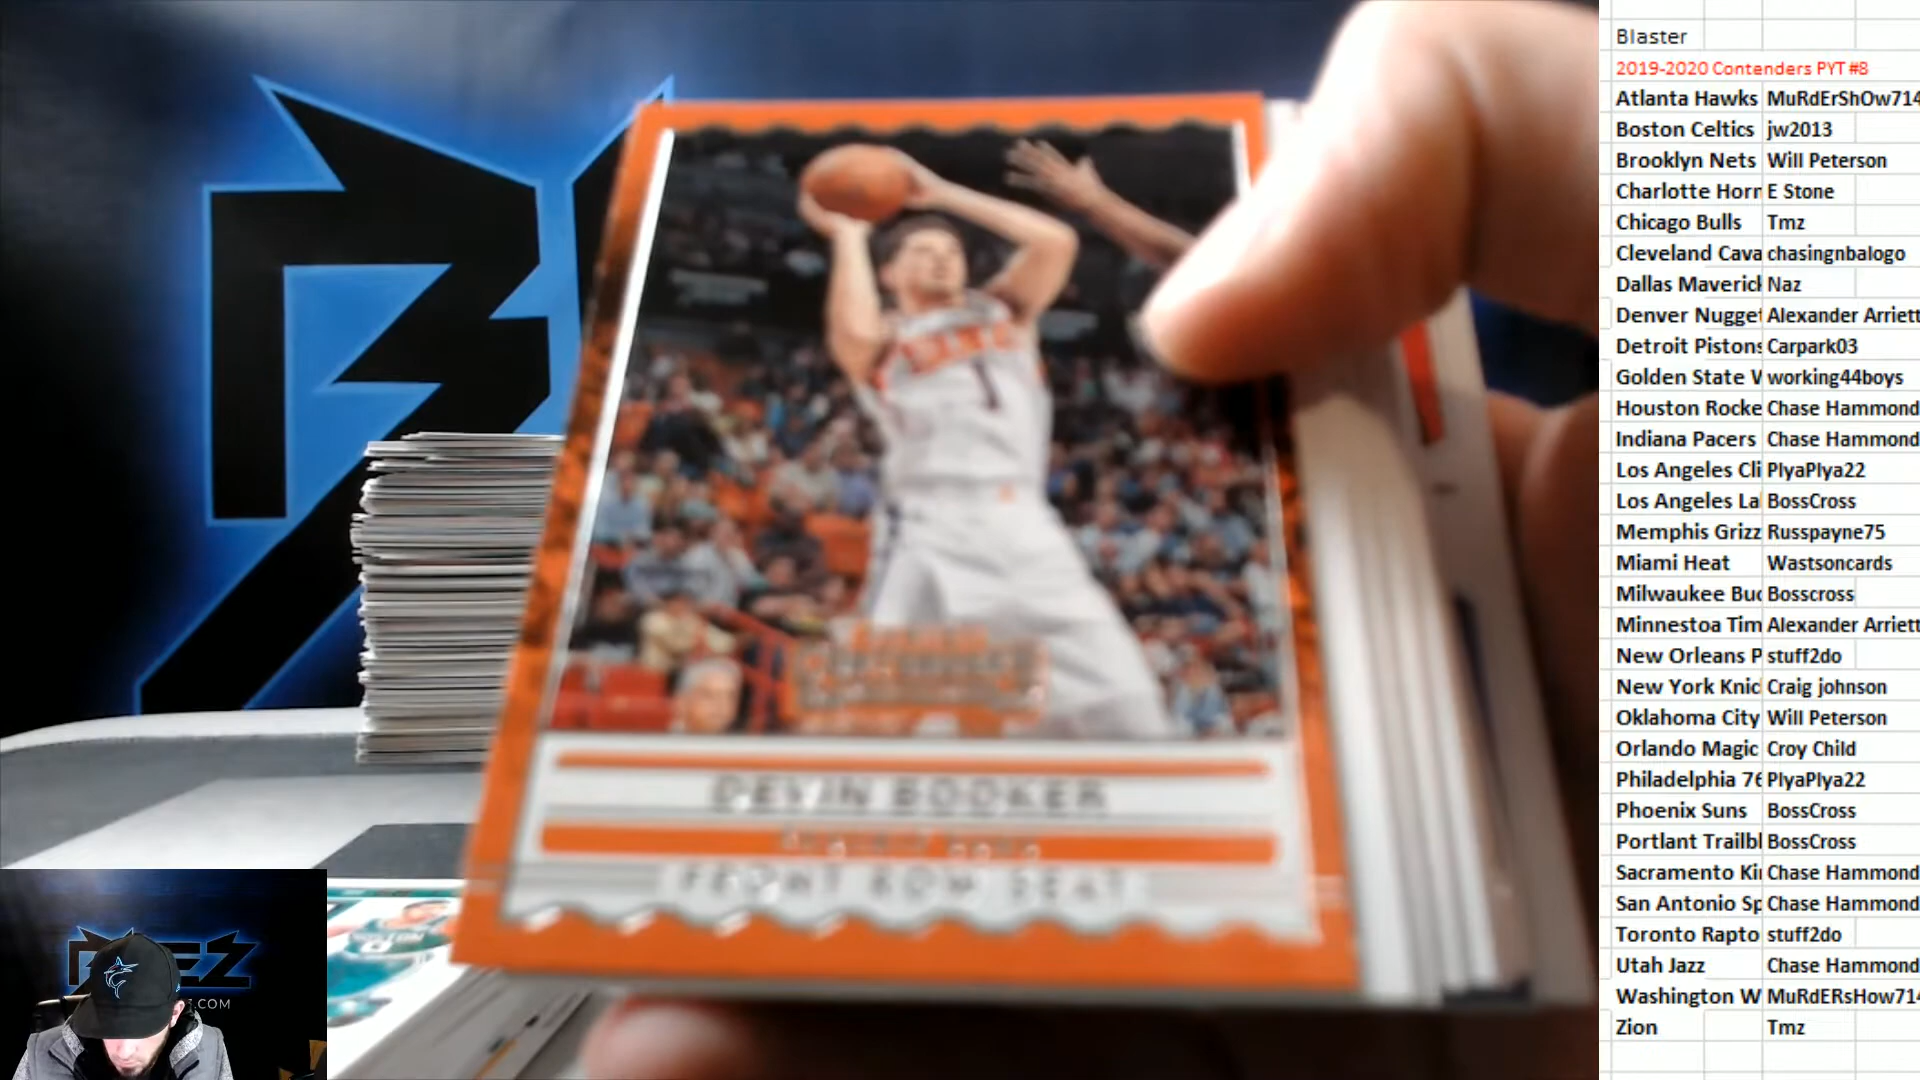 Blaster
2019-2020 Contenders PYT #8
Atlanta Hawks MuRdErShOw714
Boston Celtics jw2013
Brooklyn Nets Will Peterson
Charlotte Horn E Stone
Chicago Bulls Tmz
Cleveland Cava chasingnbalogo
Dallas Maverick Naz
Denver Nugget Alexander Arriett
Detroit Pistons Carpark03
Golden State W working44boys
Houston Rocke Chase Hammond
Indiana Pacers Chase Hammond
Los Angeles Cli PlyaPlya22
Los Angeles La BossCross
Memphis Grizz Russpayne75
Miami Heat Wastsoncards
Milwaukee Buc Bosscross
Minnestoa Tim Alexander Arriett
New Orleans P stuff2do
New York Knic Craig johnson
Oklahoma City Will Peterson
Orlando Magic Croy Child
Philadelphia 76 PlyaPlya22
Phoenix Suns BossCross
Portlant Trailbl BossCross
Sacramento Ki Chase Hammond
San Antonio Sp Chase Hammond
Toronto Rapto stuff2do
Utah Jazz Chase Hammond
Washington W MuRdERsHow714
Zion Tmz
SUNS
1
DEVIN BOOKER
PHOENIX SUNS
FRONT ROW SEAT
.COM